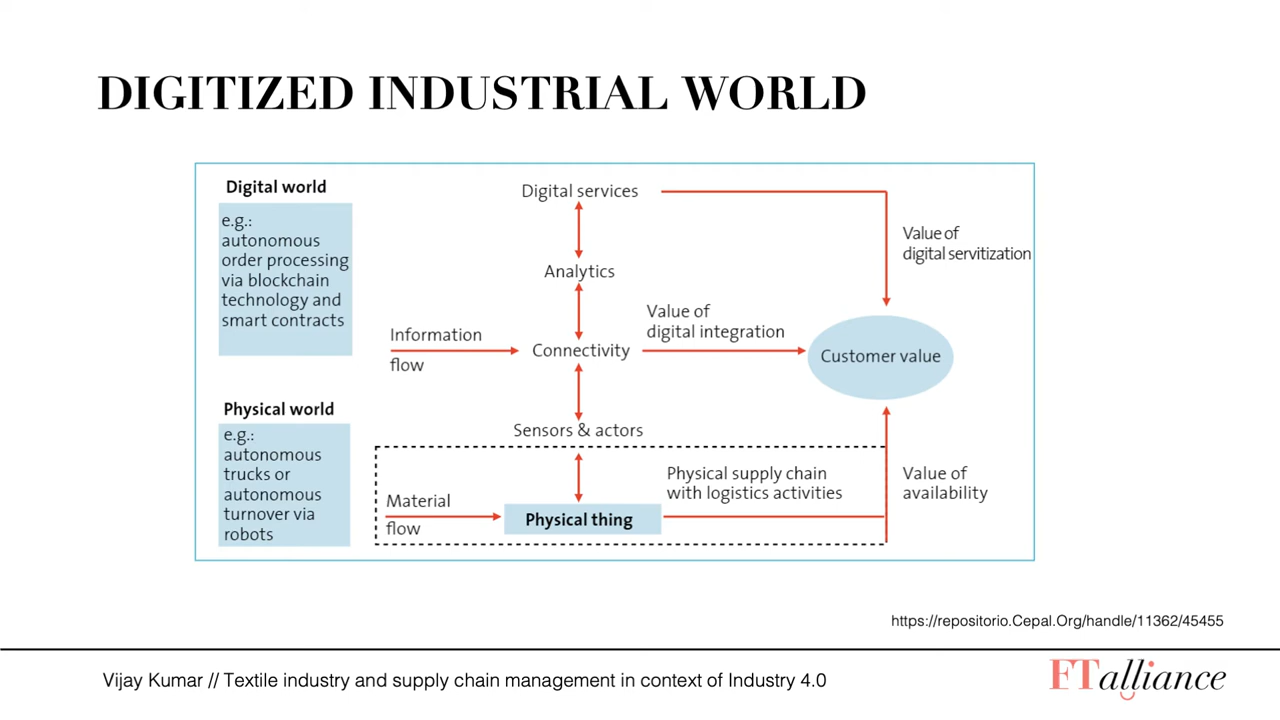 DIGITIZED INDUSTRIAL WORLD
Digital world
e.g.:
autonomous
order processing
via blockchain
technology and
smart contracts
Physical world
e.g.:
autonomous
trucks or
autonomous
turnover via
robots
Digital services
Analytics
Information
flow
Connectivity
Value of
digital integration
Value of
digital servitization
Customer value
Sensors & actors
Material
flow
Physical thing
Physical supply chain
with logistics activities
Value of
availability
https://repositorio.Cepal.Org/handle/11362/45455
Vijay Kumar // Textile industry and supply chain management in context of Industry 4.0
FTalliance